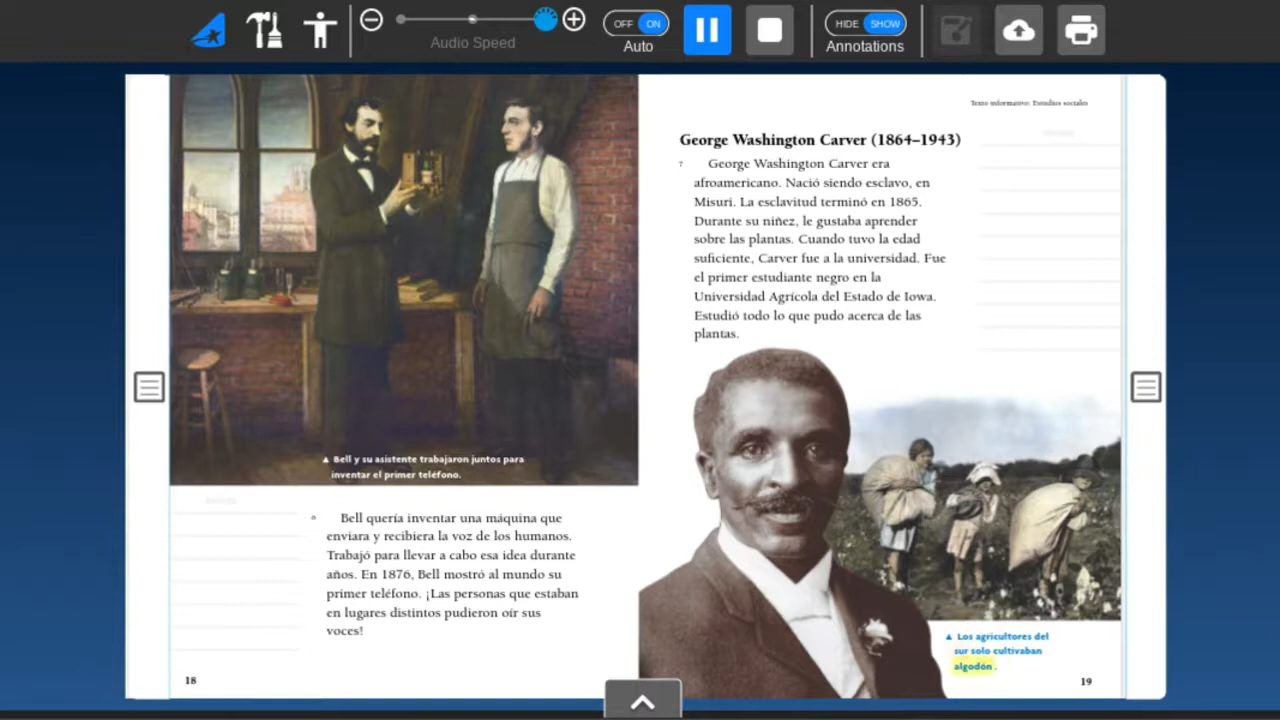 OFF ON
HIDE SHOW
Audio Speed
Auto
Annotations
Texto informativo: Estudios sociales
George Washington Carver (1864–1943)
7 George Washington Carver era
afroamericano. Nació siendo esclavo, en
Misuri. La esclavitud terminó en 1865.
Durante su niñez, le gustaba aprender
sobre las plantas. Cuando tuvo la edad
suficiente, Carver fue a la universidad. Fue
el primer estudiante negro en la
Universidad Agrícola del Estado de Iowa.
Estudió todo lo que pudo acerca de las
plantas.
▲ Bell y su asistente trabajaron juntos para
inventar el primer teléfono.
6 Bell quería inventar una máquina que
enviara y recibiera la voz de los humanos.
Trabajó para llevar a cabo esa idea durante
años. En 1876, Bell mostró al mundo su
primer teléfono. ¡Las personas que estaban
en lugares distintos pudieron oír sus
voces!
▲ Los agricultores del
sur solo cultivaban
algodón .
18
19